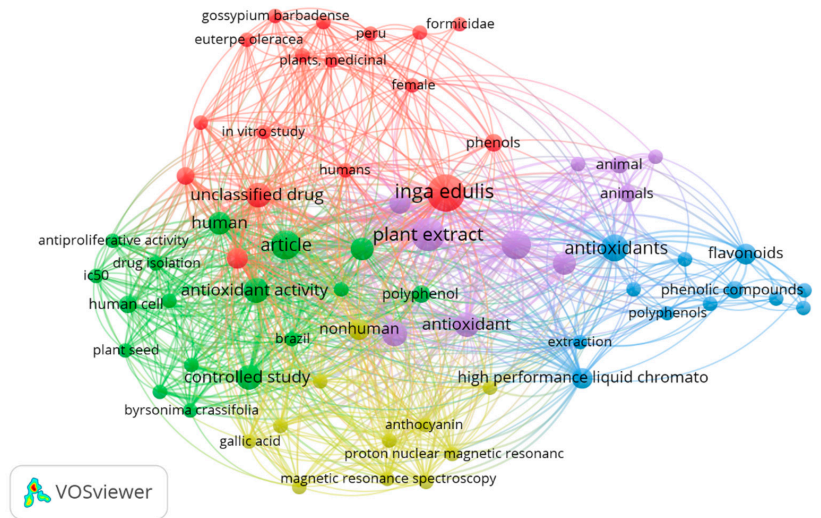 gossypium barbadense
formicidae
euterpe oleracea
peru
plants, medicinal
female
in vitro study
phenols
humans
animal
unclassified drug
inga edulis
animals
human
antiproliferative activity
article
plant extract
antioxidants
flavonoids
drug isolation
ic50
antioxidant activity
polyphenol
phenolic compounds
human cell
polyphenols
nonhuman
antioxidant
brazil
extraction
plant seed
controlled study
high performance liquid chromato
byrsonima crassifolia
anthocyanin
gallic acid
proton nuclear magnetic resonanc
magnetic resonance spectroscopy
VOSviewer